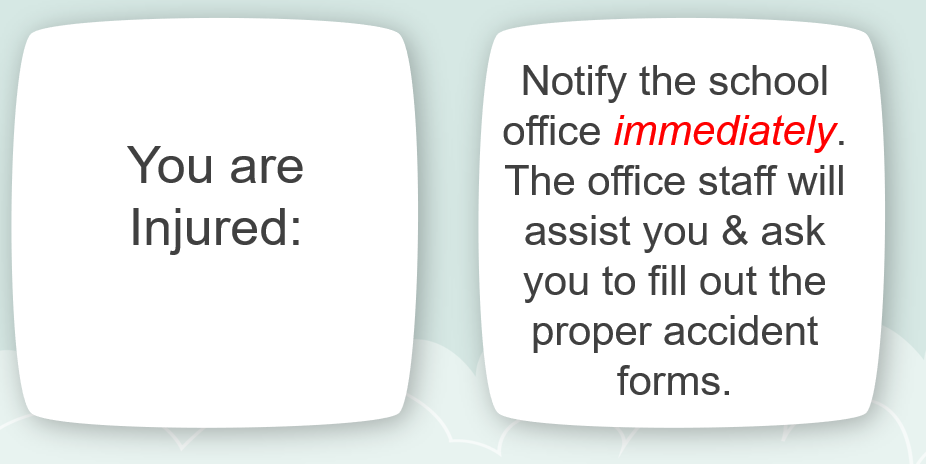 You are
Injured:
Notify the school
office immediately.
The office staff will
assist you & ask
you to fill out the
proper accident
forms.